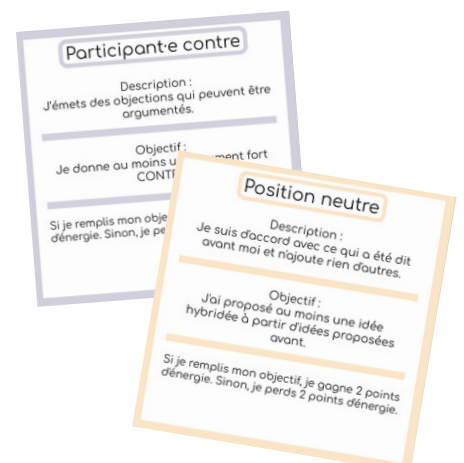 Participant·e contre
Description :
J'émets des objections qui peuvent être
argumentés.
Objectif :
Je donne au moins ment fort
Si je remplis mon
d'énergie. Sinon, je
Position neutre
Description :
Je suis d'accord avec ce qui a été dit
avant moi et n'ajoute rien d'autres.
Objectif :
J'ai proposé au moins une idée
hybridée à partir d'idées proposées
avant.
Si je remplis mon objectif, je gagne 2 points
d'énergie. Sinon, je perds 2 points d'énergie.